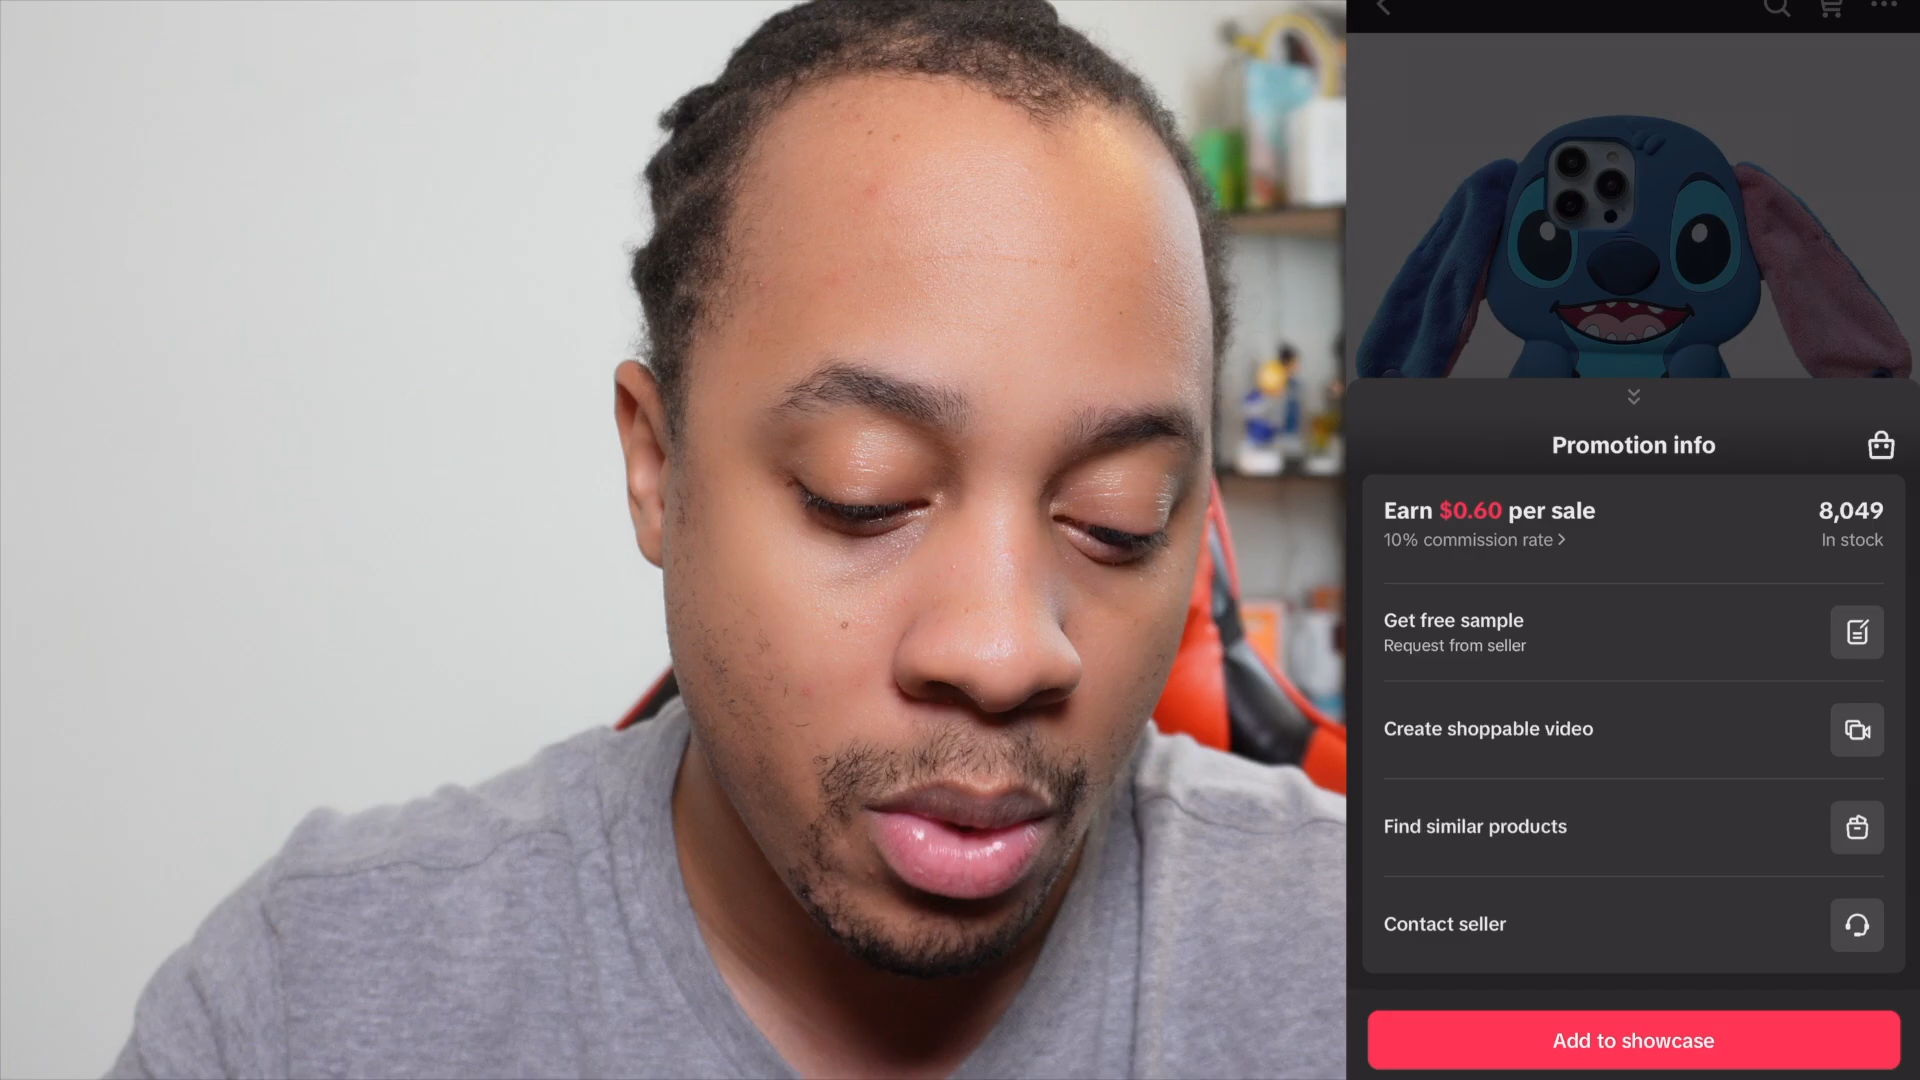 Promotion info
Earn $0.60 per sale
8,049
10% commission rate >
In stock
Get free sample
Request from seller
Create shoppable video
Find similar products
Contact seller
Add to showcase